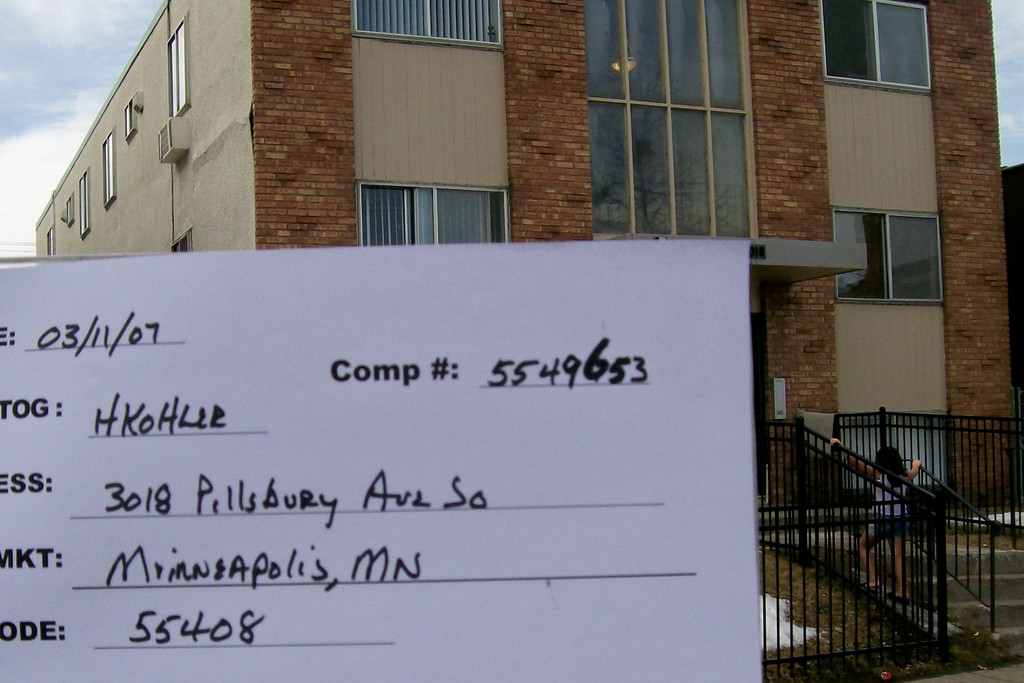 E: 03/11/07
Comp #: 5549653
TOG: HKOHLER
ESS: 3018 Pillsbury Ave So
MKT: Minneapolis, MN
ODE: 55408